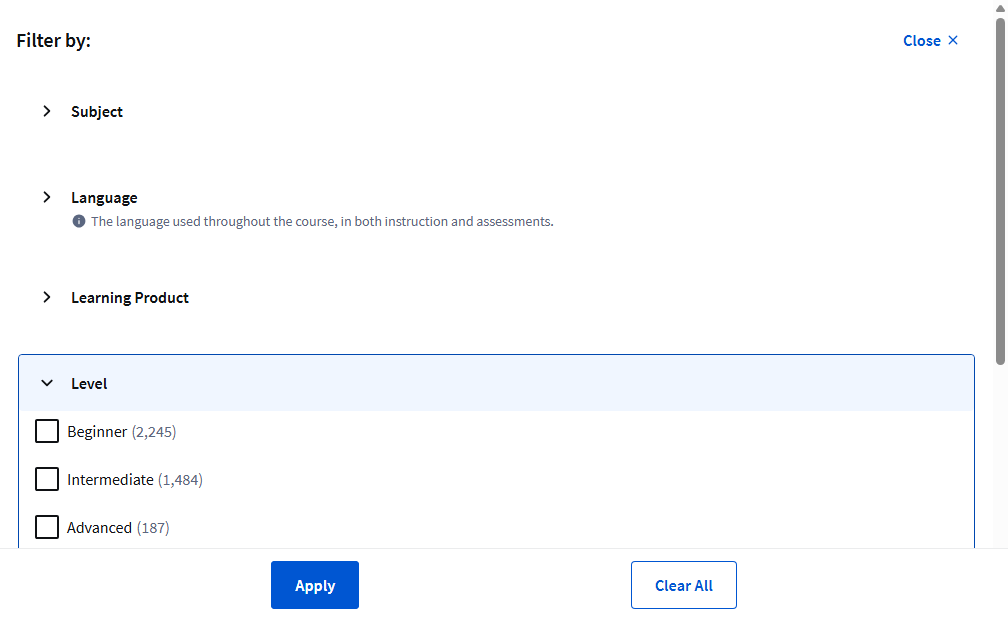 Filter by:
Close ×
Subject
Language
The language used throughout the course, in both instruction and assessments.
Learning Product
Level
Beginner (2,245)
Intermediate (1,484)
Advanced (187)
Apply
Clear All